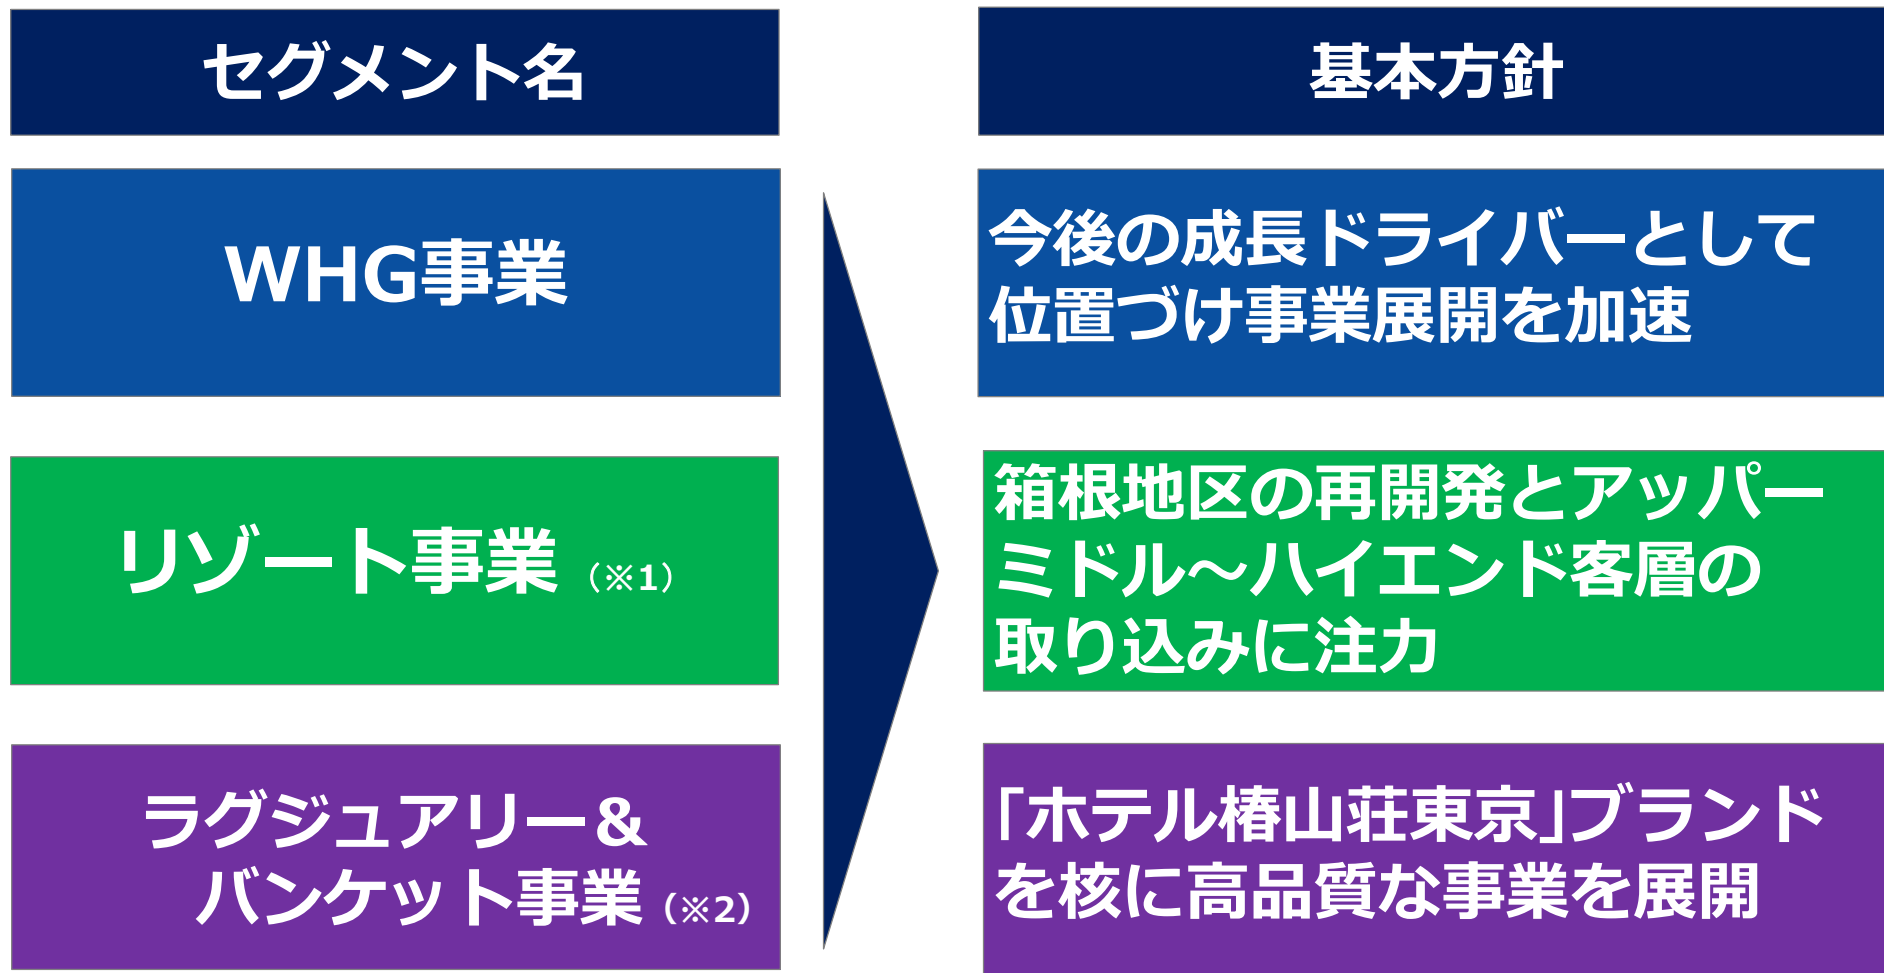 セグメント名
基本方針
WHG事業
今後の成長ドライバーとして
位置づけ事業展開を加速
リゾート事業 （※1）
箱根地区の再開発とアッパー
ミドル～ハイエンド客層の
取り込みに注力
ラグジュアリー＆
バンケット事業（※2）
「ホテル椿山荘東京」ブランド
を核に高品質な事業を展開